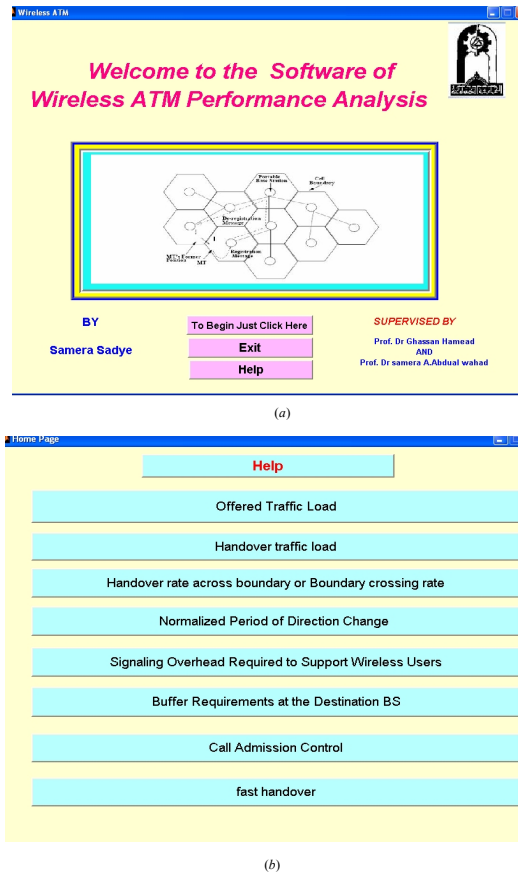 Wireless ATM
Welcome to the Software of
Wireless ATM Performance Analysis
Portable
Base Station
Cell
Boundary
De-registration
Message
MT's Former
Position
MT
Registration
Message
BY
Samera Sadye
To Begin Just Click Here
Exit
Help
SUPERVISED BY
Prof. Dr Ghassan Hamead
AND
Prof. Dr samera A.Abdual wahad
(a)
Home Page
Help
Offered Traffic Load
Handover traffic load
Handover rate across boundary or Boundary crossing rate
Normalized Period of Direction Change
Signaling Overhead Required to Support Wireless Users
Buffer Requirements at the Destination BS
Call Admission Control
fast handover
(b)